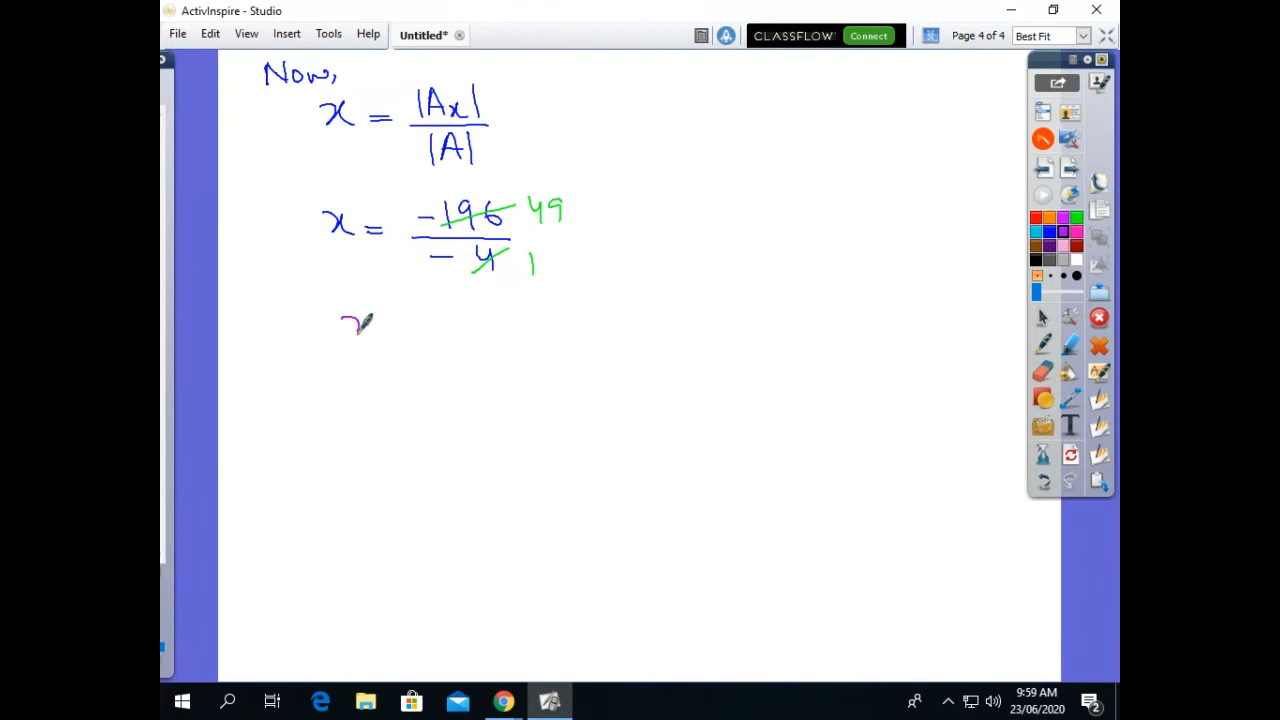 ActivInspire - Studio
File Edit View Insert Tools Help Untitled* CLASSFLOW Connect Page 4 of 4 Best Fit
Now,
x = |Ax| / |A|
x = -196 / -4 49 1
x
T
9:59 AM
23/06/2020
2